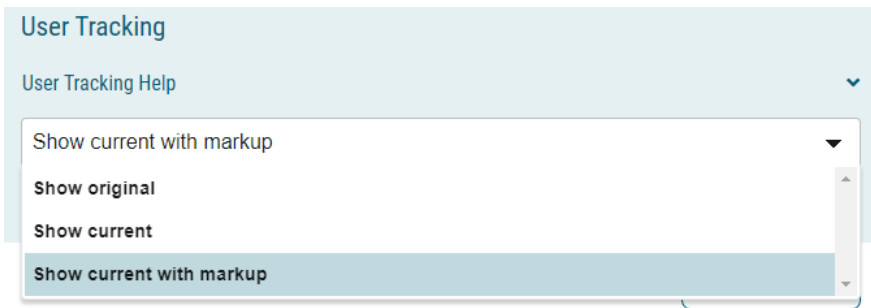 User Tracking
User Tracking Help
Show current with markup
Show original
Show current
Show current with markup